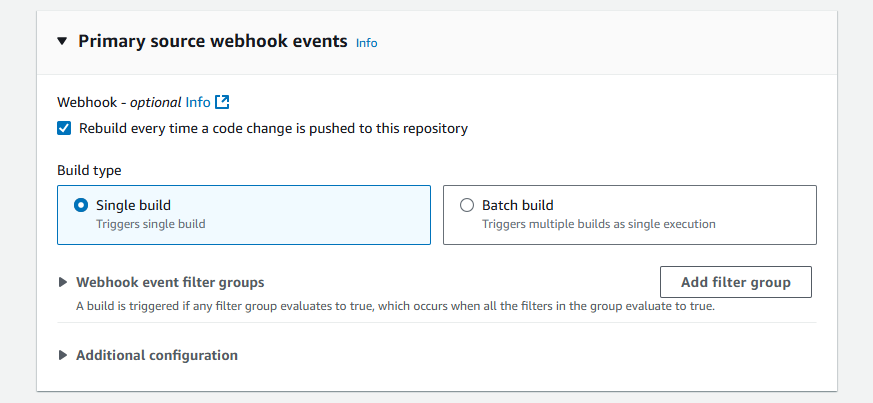 Primary source webhook events Info
Webhook - optional Info
Rebuild every time a code change is pushed to this repository
Build type
Single build
Triggers single build
Batch build
Triggers multiple builds as single execution
Webhook event filter groups
Add filter group
A build is triggered if any filter group evaluates to true, which occurs when all the filters in the group evaluate to true.
Additional configuration